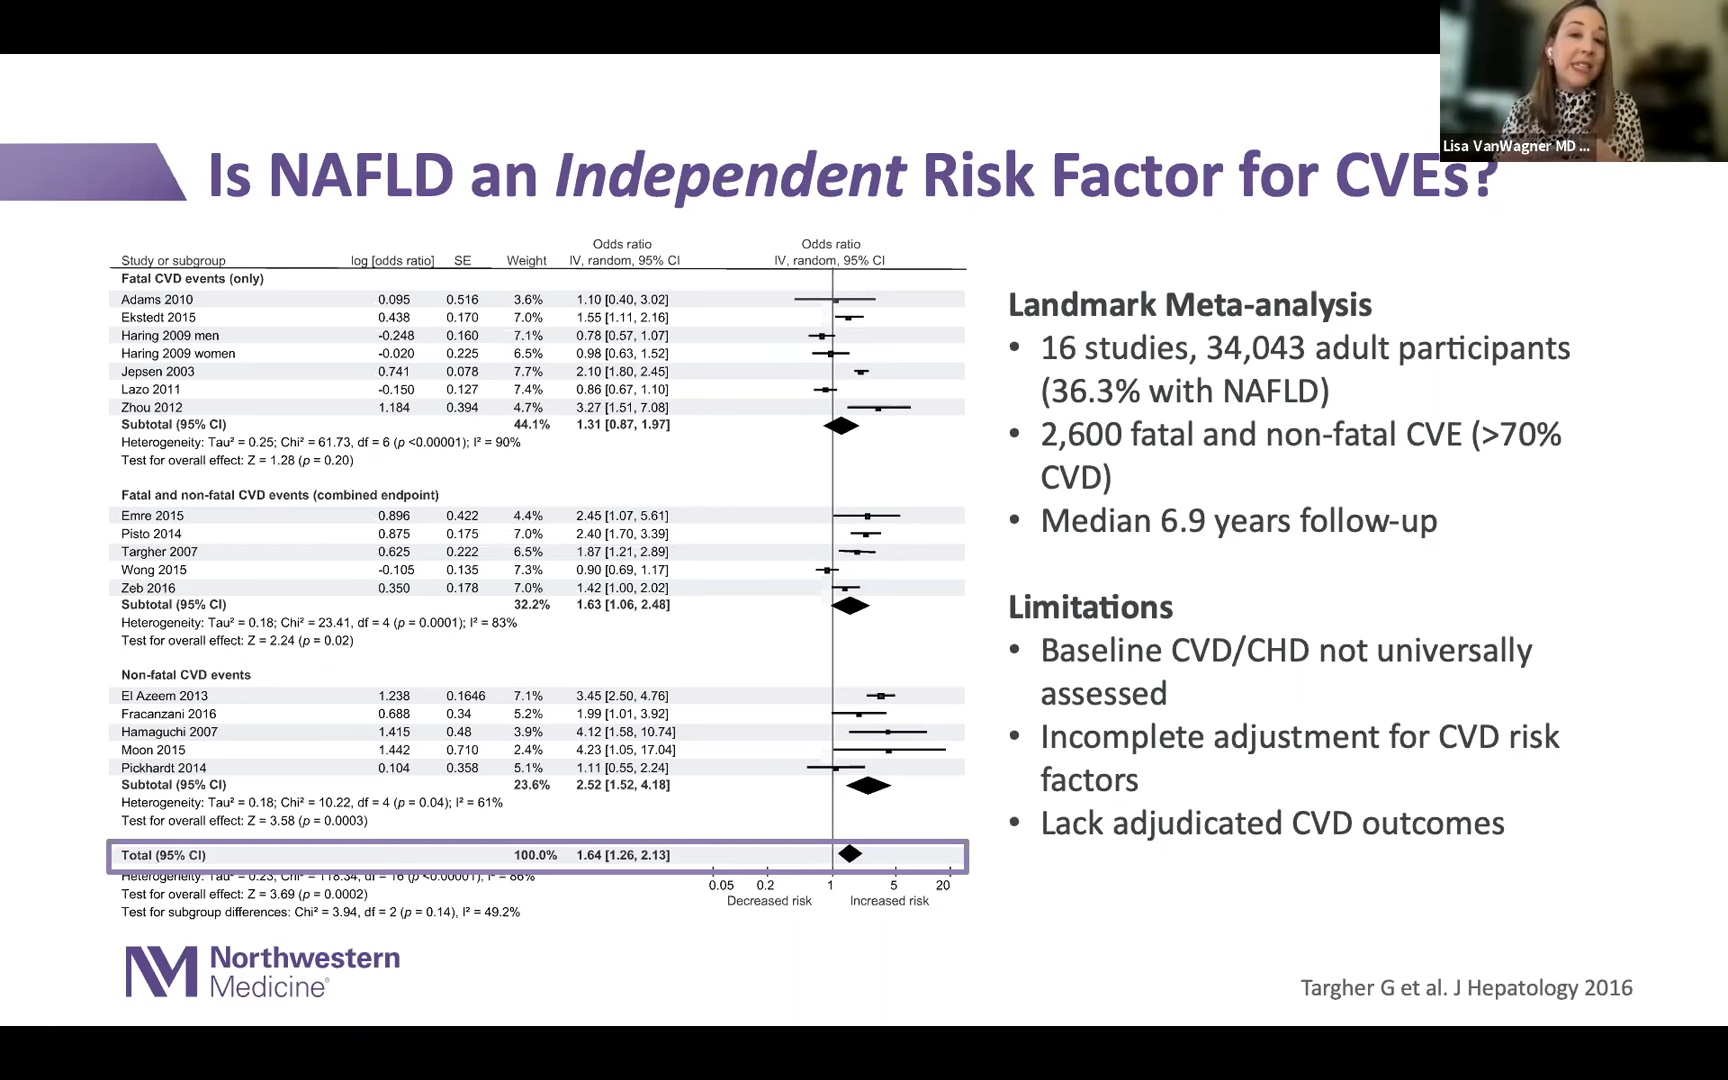 Lisa VanWagner MD ...
Is NAFLD an Independent Risk Factor for CVEs?
Odds ratio Odds ratio
Study or subgroup log [odds ratio] SE Weight IV, random, 95% CI IV, random, 95% CI
Fatal CVD events (only)
Adams 2010 0.095 0.516 3.6% 1.10 [0.40, 3.02]
Ekstedt 2015 0.438 0.170 7.0% 1.55 [1.11, 2.16]
Haring 2009 men -0.248 0.160 7.1% 0.78 [0.57, 1.07]
Haring 2009 women -0.020 0.225 6.5% 0.98 [0.63, 1.52]
Jepsen 2003 0.741 0.078 7.7% 2.10 [1.80, 2.45]
Lazo 2011 -0.150 0.127 7.4% 0.86 [0.67, 1.10]
Zhou 2012 1.184 0.394 4.7% 3.27 [1.51, 7.08]
Subtotal (95% CI) 44.1% 1.31 [0.87, 1.97]
Heterogeneity: Tau² = 0.25; Chi² = 61.73, df = 6 (p <0.00001); I² = 90%
Test for overall effect: Z = 1.28 (p = 0.20)
Fatal and non-fatal CVD events (combined endpoint)
Emre 2015 0.896 0.422 4.4% 2.45 [1.07, 5.61]
Pisto 2014 0.875 0.175 7.0% 2.40 [1.70, 3.39]
Targher 2007 0.625 0.222 6.5% 1.87 [1.21, 2.89]
Wong 2015 -0.105 0.135 7.3% 0.90 [0.69, 1.17]
Zeb 2016 0.350 0.178 7.0% 1.42 [1.00, 2.02]
Subtotal (95% CI) 32.2% 1.63 [1.06, 2.48]
Heterogeneity: Tau² = 0.18; Chi² = 23.41, df = 4 (p = 0.0001); I² = 83%
Test for overall effect: Z = 2.24 (p = 0.02)
Non-fatal CVD events
El Azeem 2013 1.238 0.1646 7.1% 3.45 [2.50, 4.76]
Fracanzani 2016 0.688 0.34 5.2% 1.99 [1.01, 3.92]
Hamaguchi 2007 1.415 0.48 3.9% 4.12 [1.58, 10.74]
Moon 2015 1.442 0.710 2.4% 4.23 [1.05, 17.04]
Pickhardt 2014 0.104 0.358 5.1% 1.11 [0.55, 2.24]
Subtotal (95% CI) 23.6% 2.52 [1.52, 4.18]
Heterogeneity: Tau² = 0.18; Chi² = 10.22, df = 4 (p = 0.04); I² = 61%
Test for overall effect: Z = 3.58 (p = 0.0003)
Total (95% CI) 100.0% 1.64 [1.26, 2.13]
Heterogeneity: Tau² = 0.23; Chi² = 118.34, df = 16 (p <0.00001); I² = 86%
Test for overall effect: Z = 3.69 (p = 0.0002)
Test for subgroup differences: Chi² = 3.94, df = 2 (p = 0.14), I² = 49.2%
0.05 0.2 1 5 20
Decreased risk Increased risk
Landmark Meta-analysis
• 16 studies, 34,043 adult participants
(36.3% with NAFLD)
• 2,600 fatal and non-fatal CVE (>70%
CVD)
• Median 6.9 years follow-up
Limitations
• Baseline CVD/CHD not universally
assessed
• Incomplete adjustment for CVD risk
factors
• Lack adjudicated CVD outcomes
NM Northwestern
Medicine®
Targher G et al. J Hepatology 2016